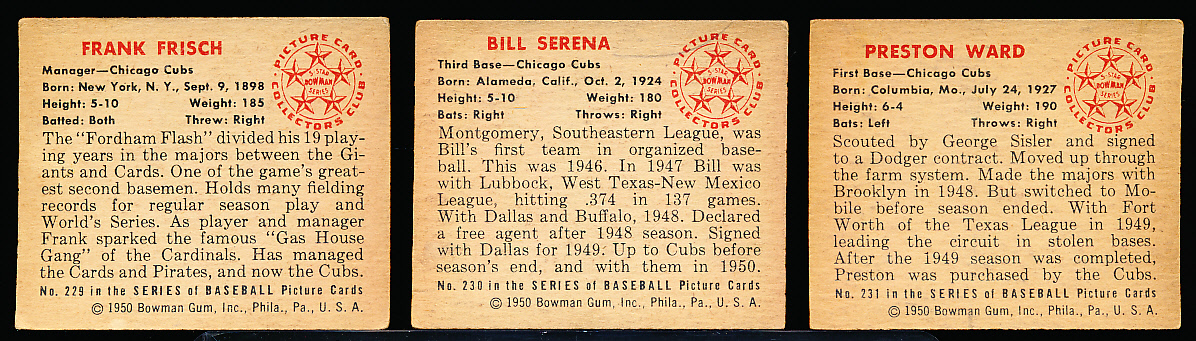 FRANK FRISCH
Manager—Chicago Cubs
Born: New York, N. Y., Sept. 9, 1898
Height: 5-10 Weight: 185
Batted: Both Threw: Right
PICTURE CARD
COLLECTORS CLUB
5-STAR
BOWMAN
SERIES
The "Fordham Flash" divided his 19 play-
ing years in the majors between the Gi-
ants and Cards. One of the game's great-
est second basemen. Holds many fielding
records for regular season play and
World's Series. As player and manager
Frank sparked the famous "Gas House
Gang" of the Cardinals. Has managed
the Cards and Pirates, and now the Cubs.
No. 229 in the SERIES of BASEBALL Picture Cards
© 1950 Bowman Gum, Inc., Phila., Pa., U. S. A.
BILL SERENA
Third Base—Chicago Cubs
Born: Alameda, Calif., Oct. 2, 1924
Height: 5-10 Weight: 180
Bats: Right Throws: Right
PICTURE CARD
COLLECTORS CLUB
5-STAR
BOWMAN
SERIES
Montgomery, Southeastern League, was
Bill's first team in organized base-
ball. This was 1946. In 1947 Bill was
with Lubbock, West Texas-New Mexico
League, hitting .374 in 137 games.
With Dallas and Buffalo, 1948. Declared
a free agent after 1948 season. Signed
with Dallas for 1949. Up to Cubs before
season's end, and with them in 1950.
No. 230 in the SERIES of BASEBALL Picture Cards
© 1950 Bowman Gum, Inc., Phila., Pa., U. S. A.
PRESTON WARD
First Base—Chicago Cubs
Born: Columbia, Mo., July 24, 1927
Height: 6-4 Weight: 190
Bats: Left Throws: Right
PICTURE CARD
COLLECTORS CLUB
5-STAR
BOWMAN
SERIES
Scouted by George Sisler and signed
to a Dodger contract. Moved up through
the farm system. Made the majors with
Brooklyn in 1948. But switched to Mo-
bile before season ended. With Fort
Worth of the Texas League in 1949,
leading the circuit in stolen bases.
After the 1949 season was completed,
Preston was purchased by the Cubs.
No. 231 in the SERIES of BASEBALL Picture Cards
© 1950 Bowman Gum, Inc., Phila., Pa., U. S. A.